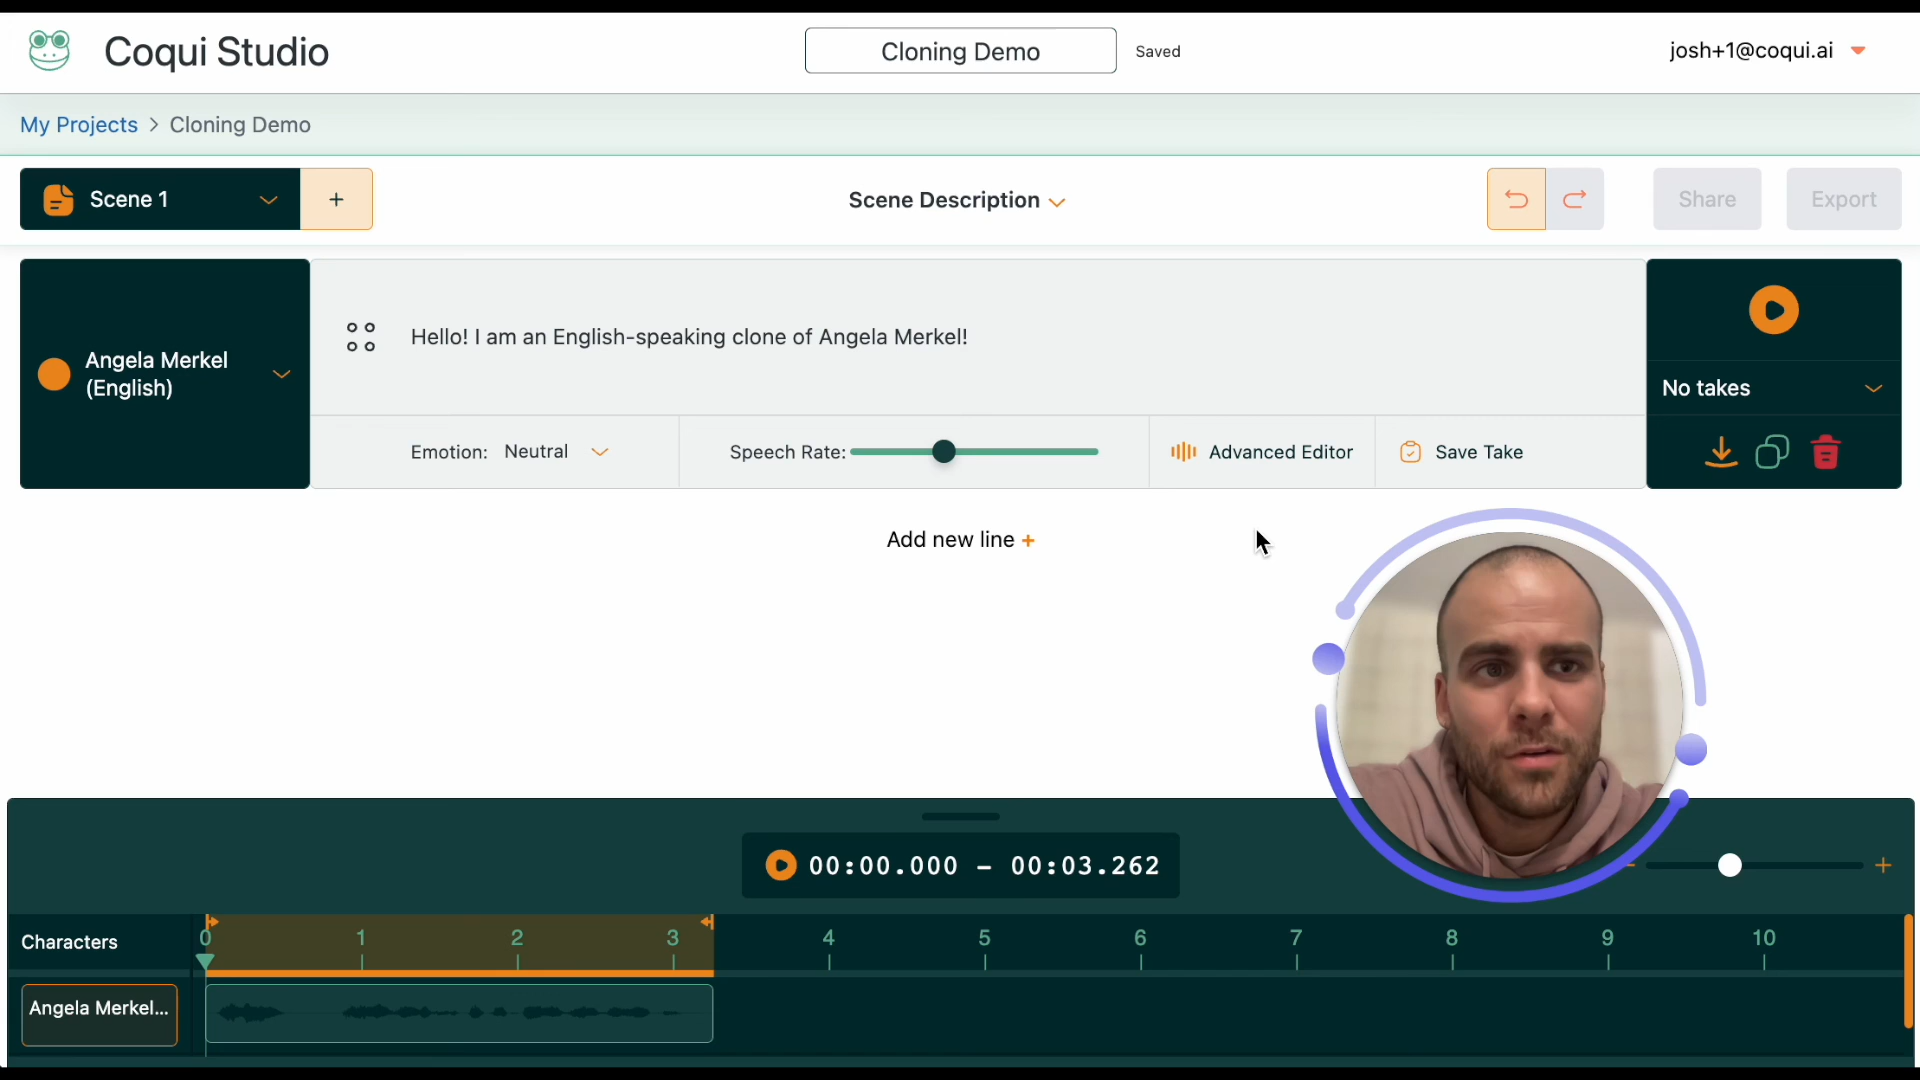 Coqui Studio
Cloning Demo
Saved
josh+1@coqui.ai
My Projects > Cloning Demo
Scene 1
+
Scene Description
Share
Export
Angela Merkel
(English)
Hello! I am an English-speaking clone of Angela Merkel!
No takes
Emotion: Neutral
Speech Rate:
Advanced Editor
Save Take
Add new line +
00:00.000 – 00:03.262
Characters
0 1 2 3 4 5 6 7 8 9 10
Angela Merkel...